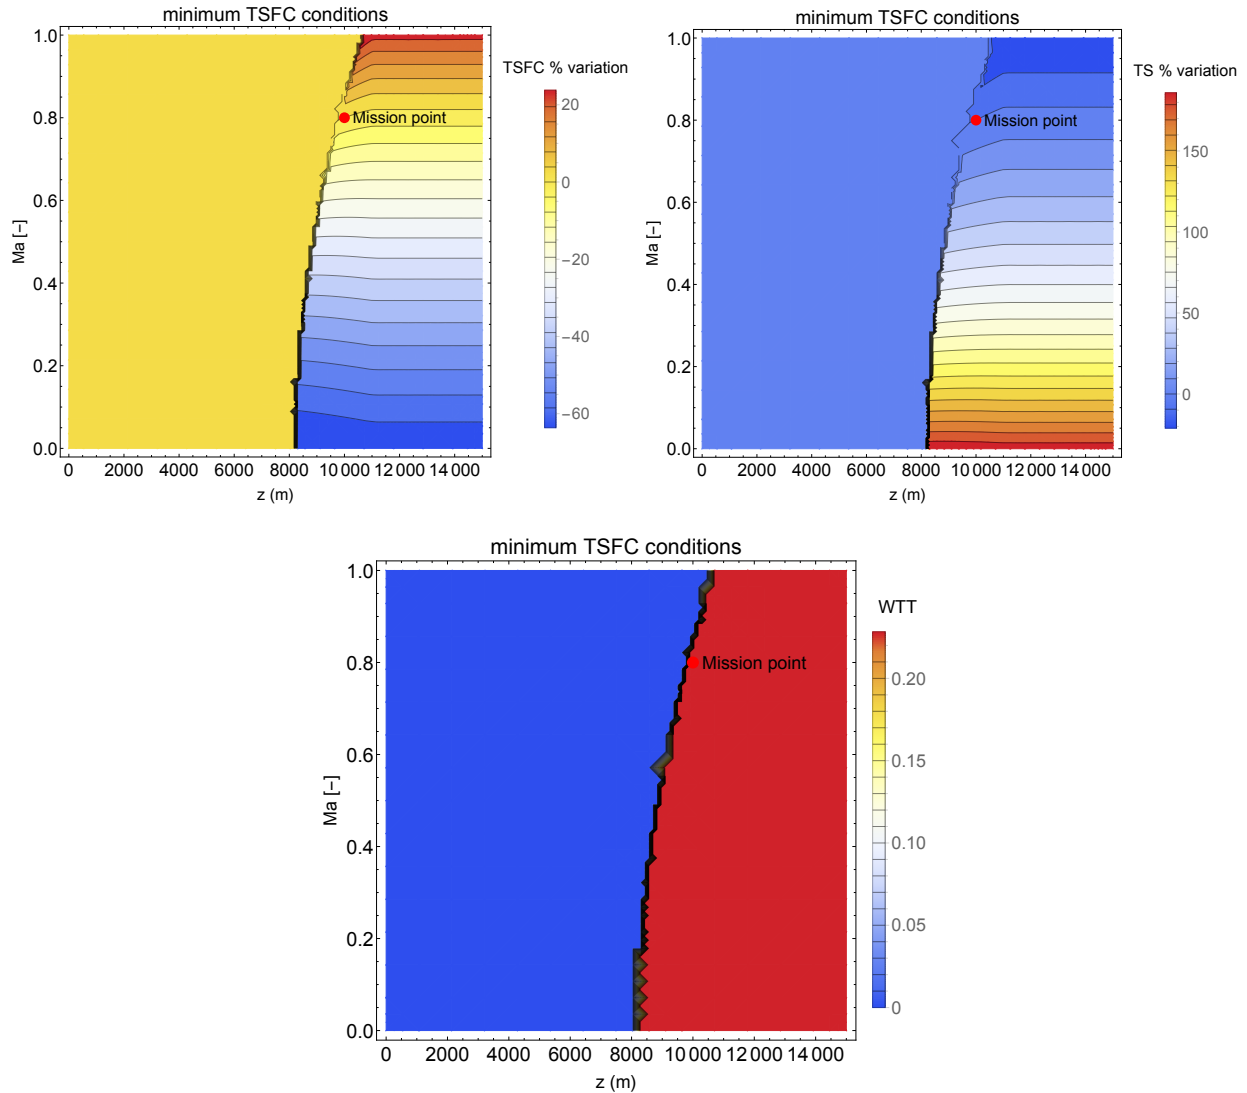 minimum TSFC conditions
TSFC % variation
1.0
0.8
0.6
0.4
0.2
0.0
Ma [−]
Mission point
20
0
−20
−40
−60
0 2000 4000 6000 8000 10 000 12 000 14 000
z (m)
minimum TSFC conditions
TS % variation
1.0
0.8
0.6
0.4
0.2
0.0
Ma [−]
Mission point
150
100
50
0
0 2000 4000 6000 8000 10 000 12 000 14 000
z (m)
minimum TSFC conditions
WTT
1.0
0.8
0.6
0.4
0.2
0.0
Ma [−]
Mission point
0.20
0.15
0.10
0.05
0
0 2000 4000 6000 8000 10 000 12 000 14 000
z (m)